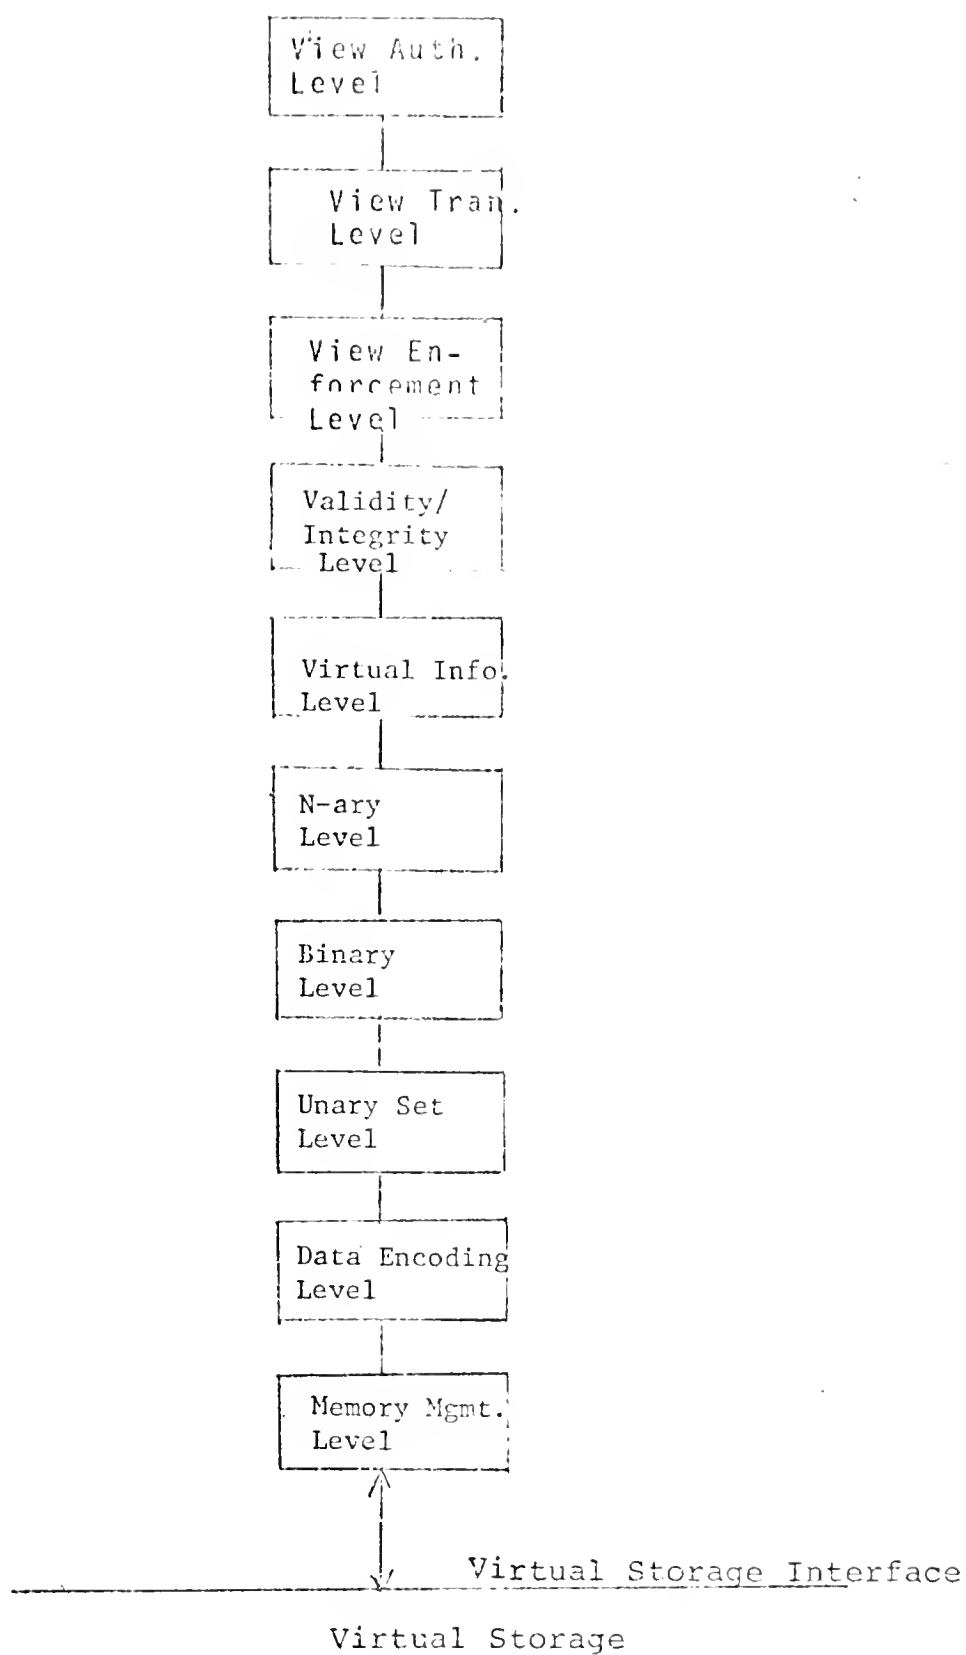 View Auth.
Level
View Tran.
Level
View En-
forcement
Level
Validity/
Integrity
Level
Virtual Info.
Level
N-ary
Level
Binary
Level
Unary Set
Level
Data Encoding
Level
Memory Mgmt.
Level
Virtual Storage Interface
Virtual Storage